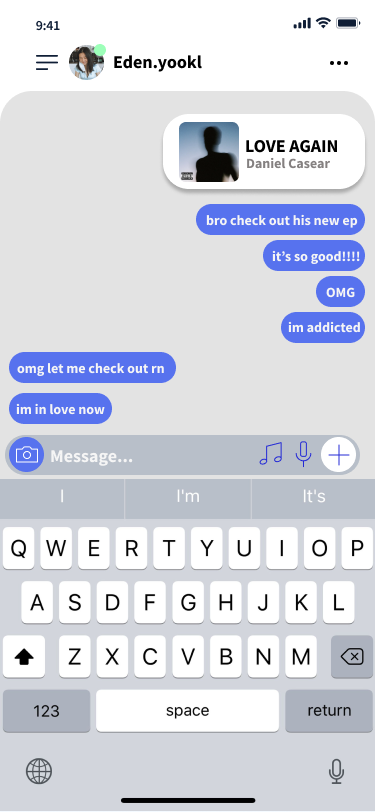 9:41
Eden.yookl
LOVE AGAIN
Daniel Casear
bro check out his new ep
it's so good!!!!
OMG
im addicted
omg let me check out rn
im in love now
Message...
I I'm It's
Q W E R T Y U I O P
A S D F G H J K L
Z X C V B N M
123 space return